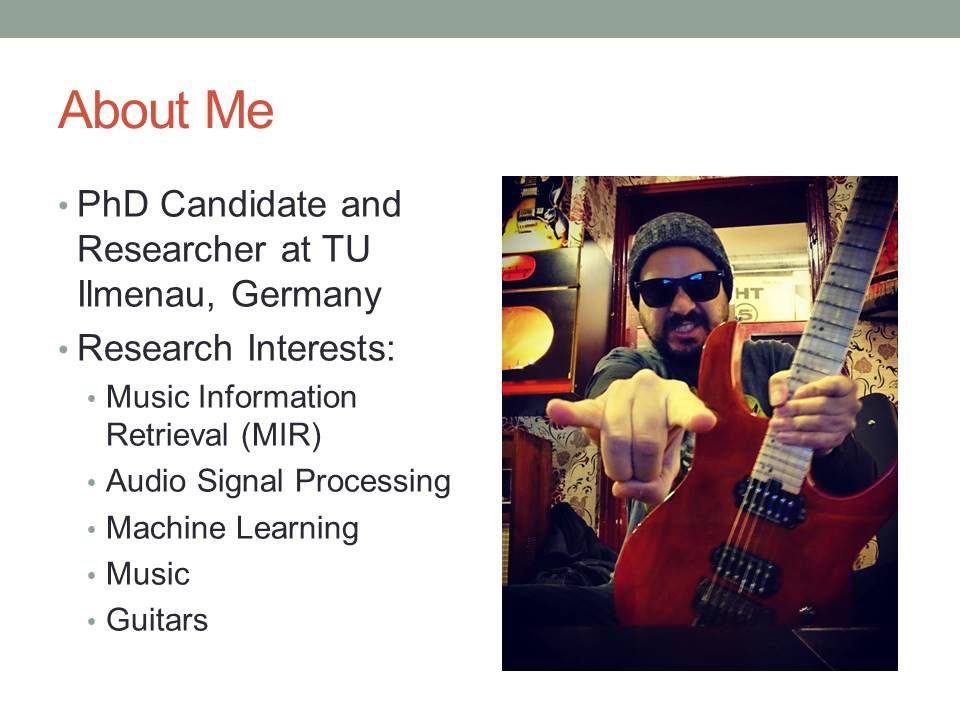 About Me
• PhD Candidate and
Researcher at TU
Ilmenau, Germany
• Research Interests:
• Music Information
Retrieval (MIR)
• Audio Signal Processing
• Machine Learning
• Music
• Guitars
HT
S